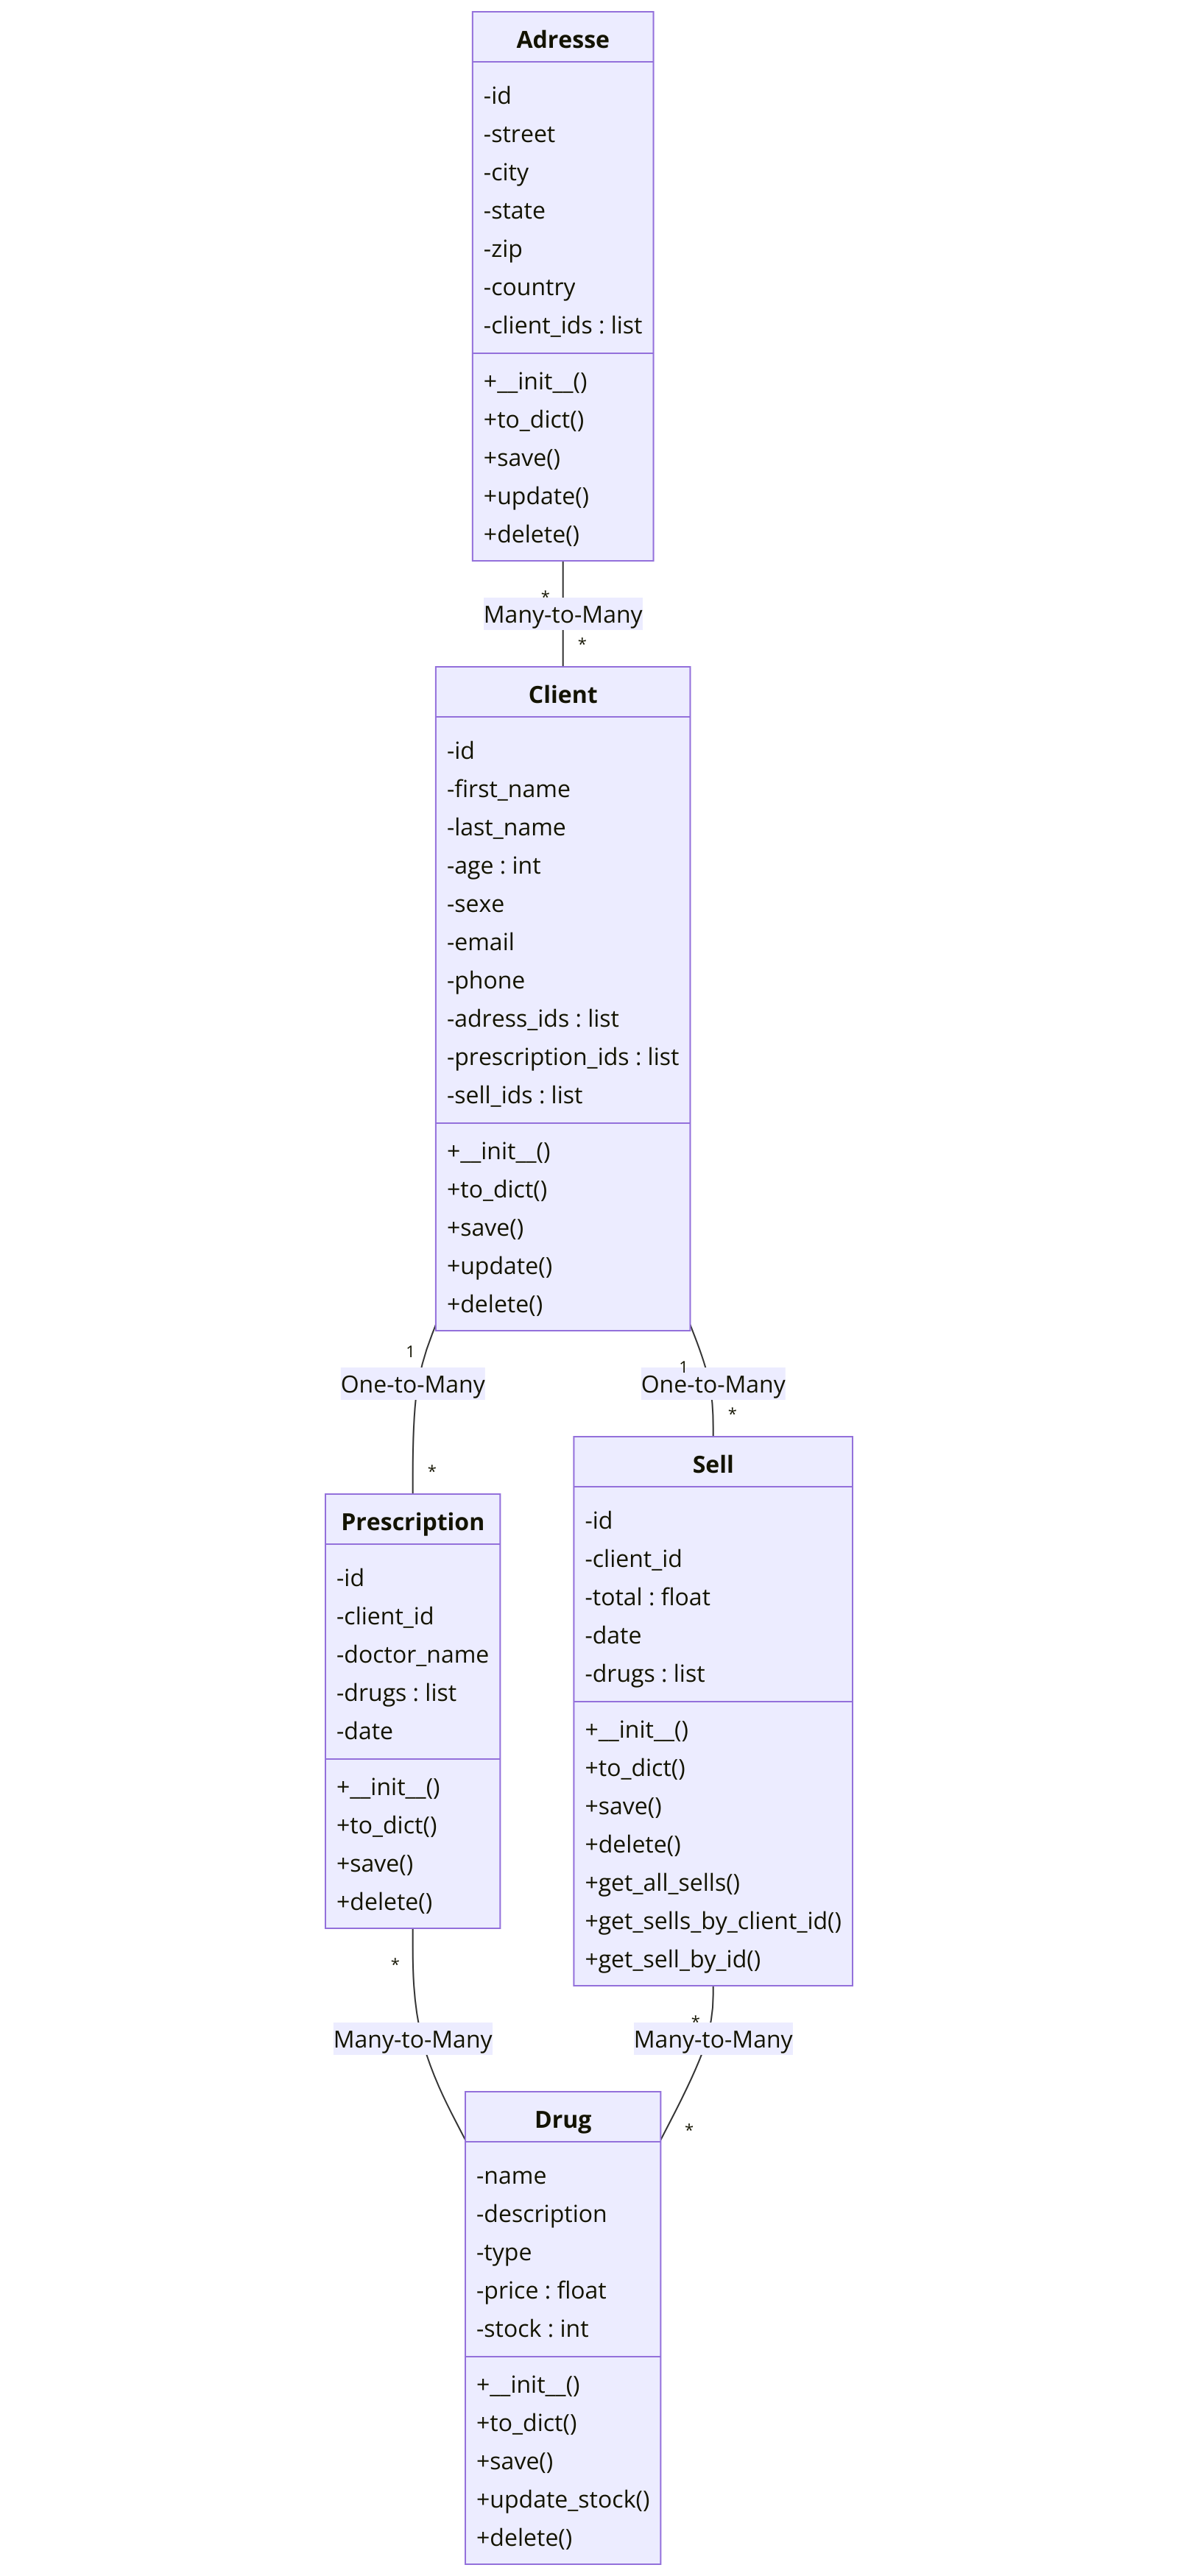 Adresse
-id
-street
-city
-state
-zip
-country
-client_ids : list
+__init__()
+to_dict()
+save()
+update()
+delete()
*
Many-to-Many
*
Client
-id
-first_name
-last_name
-age : int
-sexe
-email
-phone
-adress_ids : list
-prescription_ids : list
-sell_ids : list
+__init__()
+to_dict()
+save()
+update()
+delete()
1
One-to-Many
*
1
One-to-Many
*
Prescription
-id
-client_id
-doctor_name
-drugs : list
-date
+__init__()
+to_dict()
+save()
+delete()
Sell
-id
-client_id
-total : float
-date
-drugs : list
+__init__()
+to_dict()
+save()
+delete()
+get_all_sells()
+get_sells_by_client_id()
+get_sell_by_id()
*
Many-to-Many
*
Many-to-Many
*
Drug
-name
-description
-type
-price : float
-stock : int
+__init__()
+to_dict()
+save()
+update_stock()
+delete()